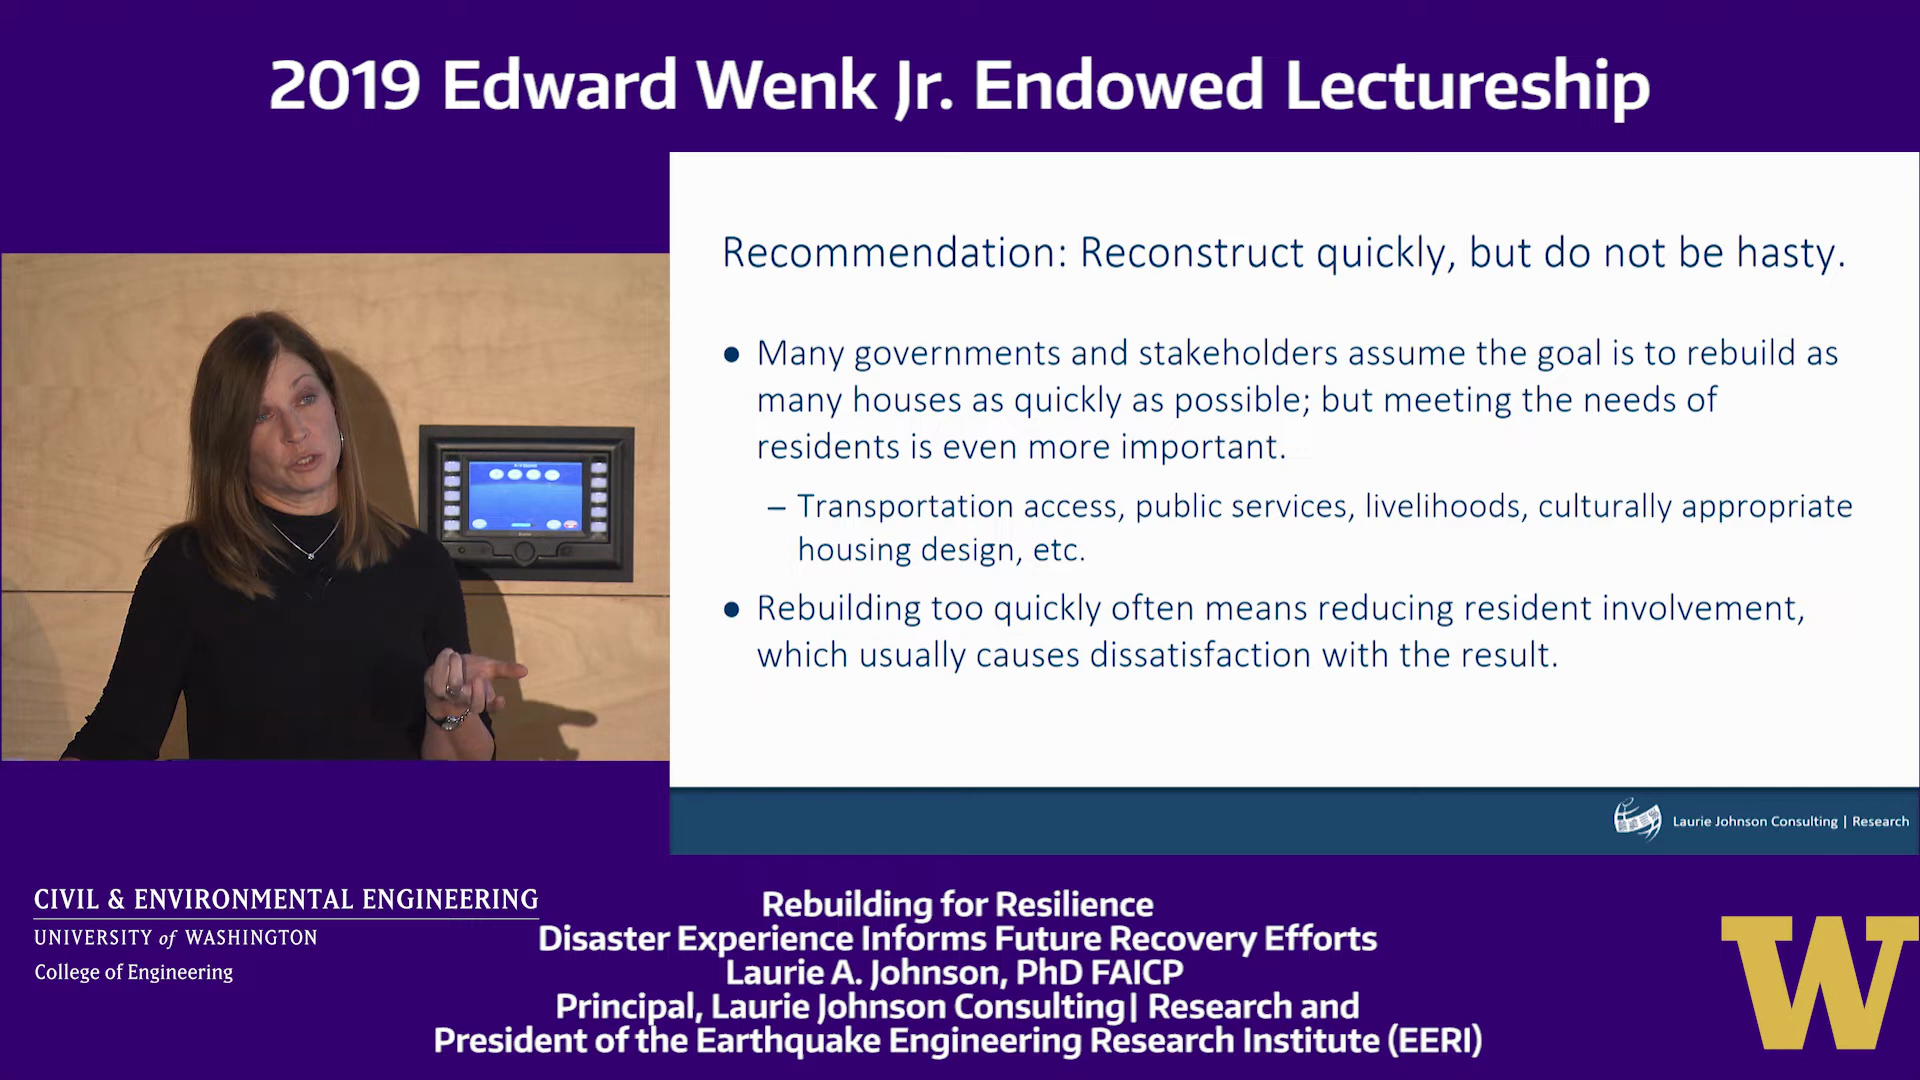 2019 Edward Wenk Jr. Endowed Lectureship
Recommendation: Reconstruct quickly, but do not be hasty.
● Many governments and stakeholders assume the goal is to rebuild as
many houses as quickly as possible; but meeting the needs of
residents is even more important.
– Transportation access, public services, livelihoods, culturally appropriate
housing design, etc.
● Rebuilding too quickly often means reducing resident involvement,
which usually causes dissatisfaction with the result.
Laurie Johnson Consulting | Research
CIVIL & ENVIRONMENTAL ENGINEERING
UNIVERSITY of WASHINGTON
College of Engineering
Rebuilding for Resilience
Disaster Experience Informs Future Recovery Efforts
Laurie A. Johnson, PhD FAICP
Principal, Laurie Johnson Consulting| Research and
President of the Earthquake Engineering Research Institute (EERI)
W